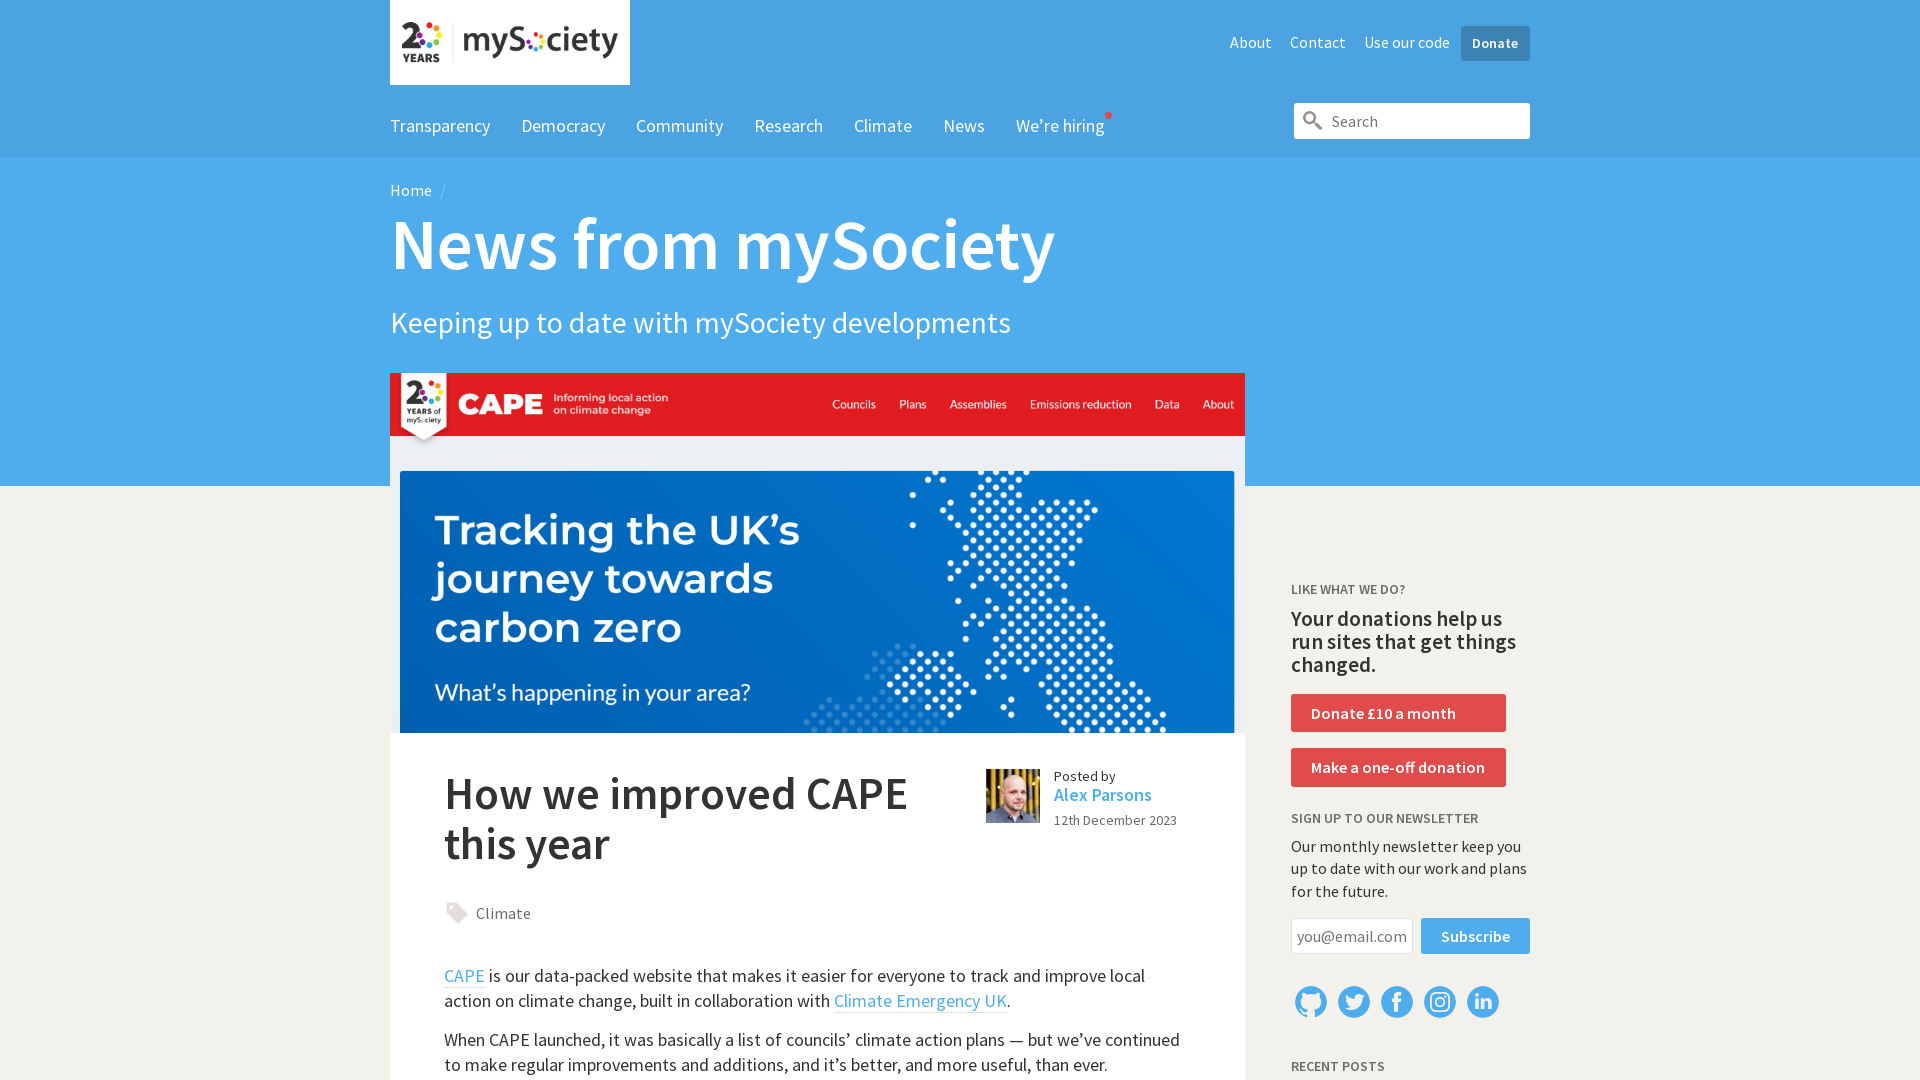 20 YEARS
mySociety
About
Contact
Use our code
Donate
Transparency
Democracy
Community
Research
Climate
News
We’re hiring
Search
Home /
News from mySociety
Keeping up to date with mySociety developments
20 YEARS of mySociety
CAPE
Informing local action
on climate change
Councils
Plans
Assemblies
Emissions reduction
Data
About
Tracking the UK’s
journey towards
carbon zero
What’s happening in your area?
How we improved CAPE
this year
Posted by
Alex Parsons
12th December 2023
Climate
CAPE is our data-packed website that makes it easier for everyone to track and improve local
action on climate change, built in collaboration with Climate Emergency UK.
When CAPE launched, it was basically a list of councils’ climate action plans — but we’ve continued
to make regular improvements and additions, and it’s better, and more useful, than ever.
LIKE WHAT WE DO?
Your donations help us
run sites that get things
changed.
Donate £10 a month
Make a one-off donation
SIGN UP TO OUR NEWSLETTER
Our monthly newsletter keep you
up to date with our work and plans
for the future.
you@email.com
Subscribe
RECENT POSTS